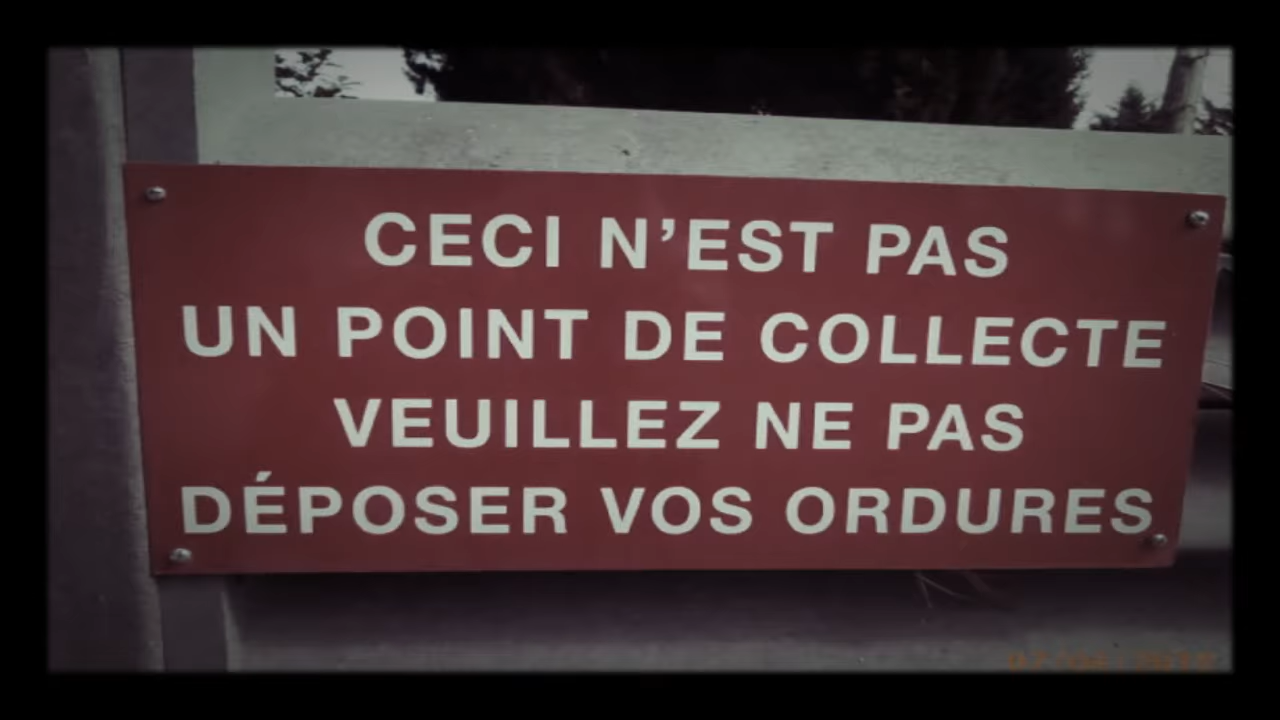 CECI N'EST PAS
UN POINT DE COLLECTE
VEUILLEZ NE PAS
DÉPOSER VOS ORDURES